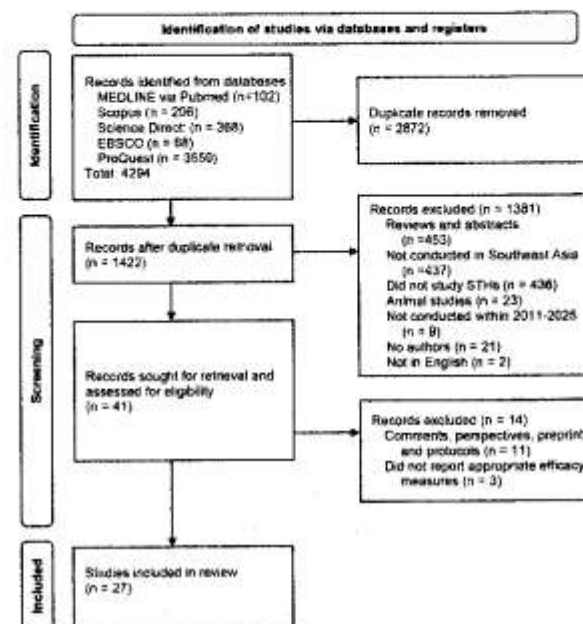 Identification of studies via databases and registers
Identification
Records identified from databases
MEDLINE via Pubmed (n=102)
Scopus (n = 206)
Science Direct: (n = 368)
EBSCO (n = 68)
ProQuest (n = 3550)
Total: 4294
Duplicate records removed
(n = 2872)
Screening
Records after duplicate removal
(n = 1422)
Records excluded (n = 1381)
Reviews and abstracts
(n =453)
Not conducted in Southeast Asia
(n =437)
Did not study STHs (n = 436)
Animal studies (n = 23)
Not conducted within 2011-2025
(n = 9)
No authors (n = 21)
Not in English (n = 2)
Records sought for retrieval and
assessed for eligibility
(n = 41)
Records excluded (n = 14)
Comments, perspectives, preprint
and protocols (n = 11)
Did not report appropriate efficacy
measures (n = 3)
Included
Studies included in review
(n = 27)